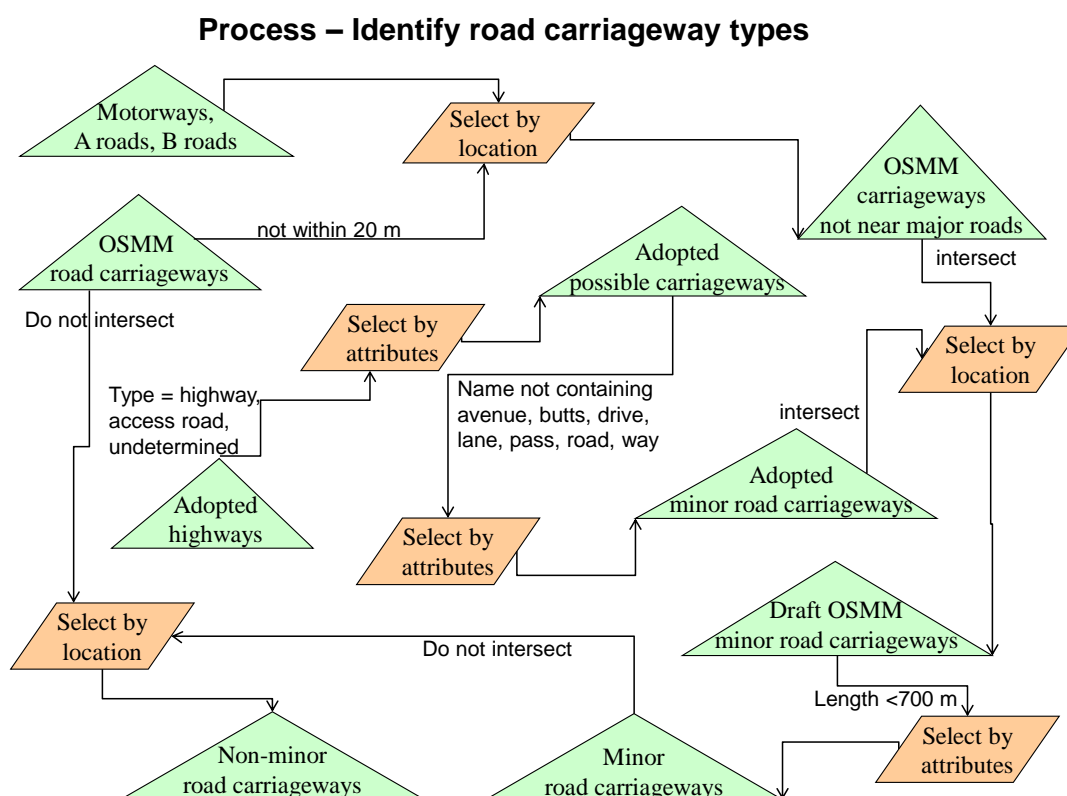 Process – Identify road carriageway types
Motorways,
A roads, B roads
Select by
location
OSMM
carriageways
not near major roads
not within 20 m
OSMM
road carriageways
Adopted
possible carriageways
intersect
Do not intersect
Select by
attributes
Select by
location
Type = highway,
access road,
undetermined
Name not containing
avenue, butts, drive,
lane, pass, road, way
intersect
Adopted
highways
Adopted
minor road carriageways
Select by
attributes
Draft OSMM
minor road carriageways
Select by
location
Do not intersect
Length <700 m
Select by
attributes
Non-minor
road carriageways
Minor
road carriageways